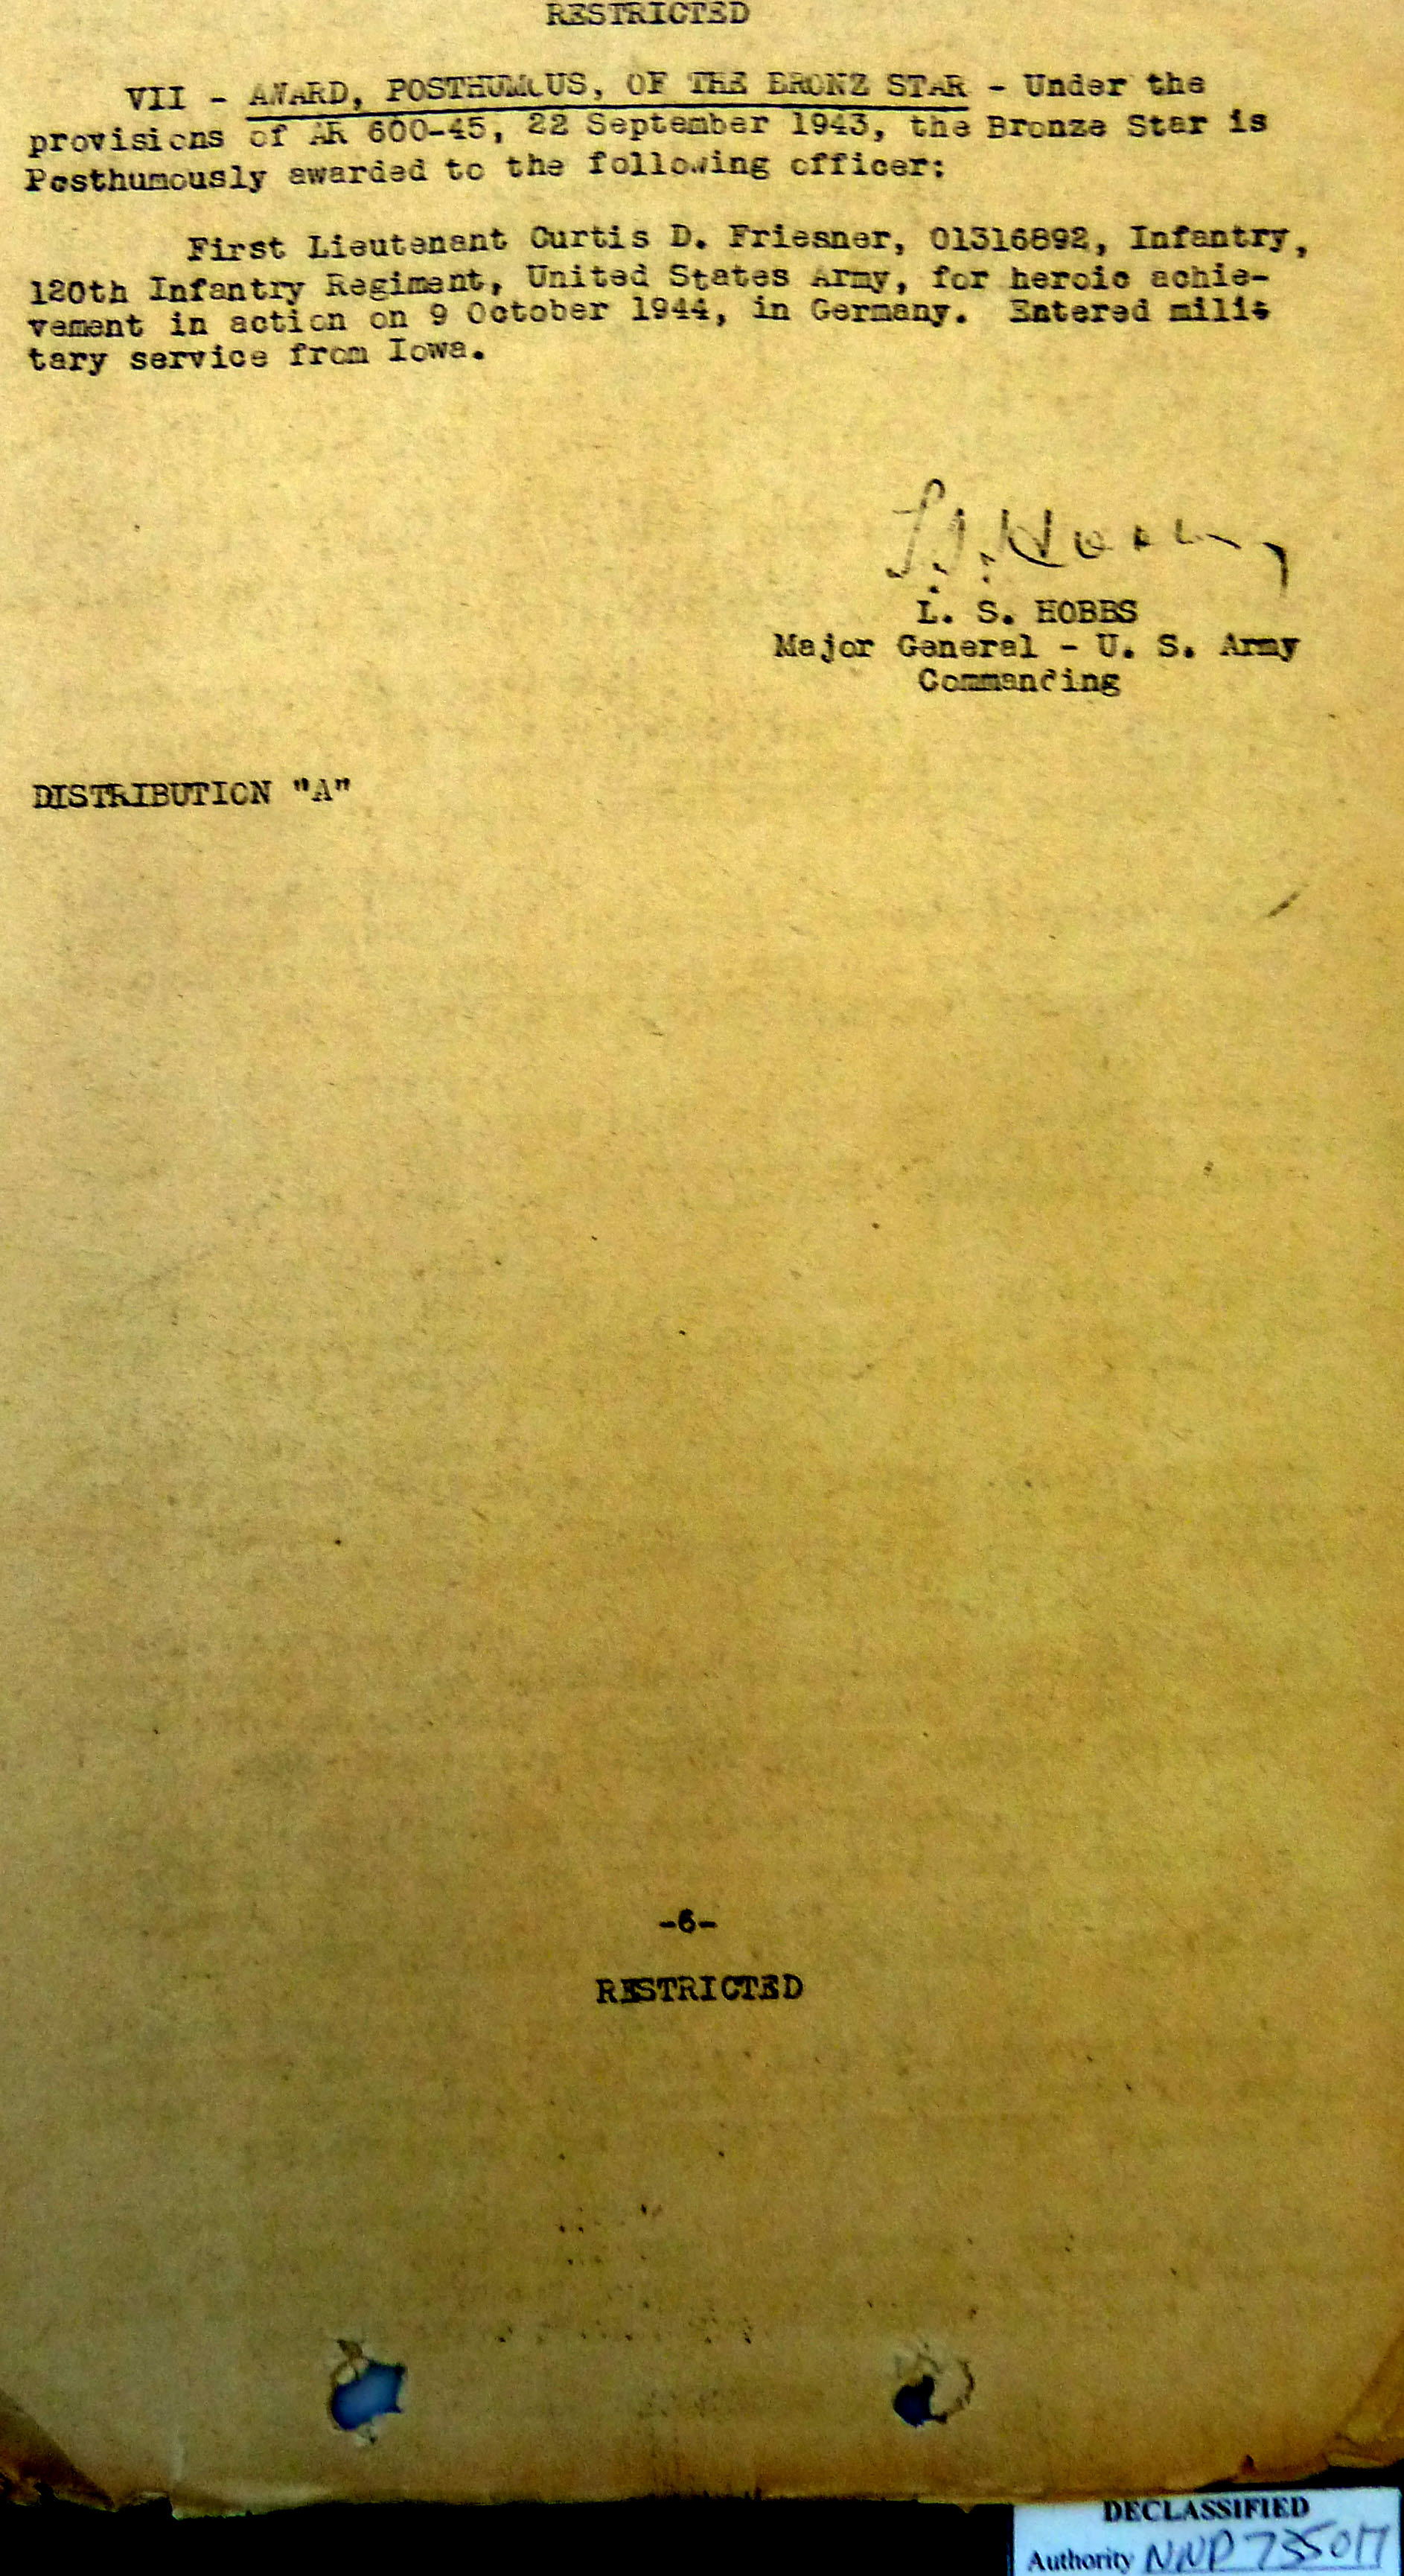 RESTRICTED
VII - AWARD, POSTHUMOUS, OF THE BRONZ STAR - Under the
provisions of AR 600-45, 22 September 1943, the Bronze Star is
Posthumously awarded to the following officer:
First Lieutenant Curtis D. Friesner, 01316892, Infantry,
120th Infantry Regiment, United States Army, for heroic achie-
vement in action on 9 October 1944, in Germany. Entered mili-
tary service from Iowa.
L. S. HOBBS
Major General - U. S. Army
Commanding
DISTRIBUTION "A"
-6-
RESTRICTED
DECLASSIFIED
Authority NND 735017